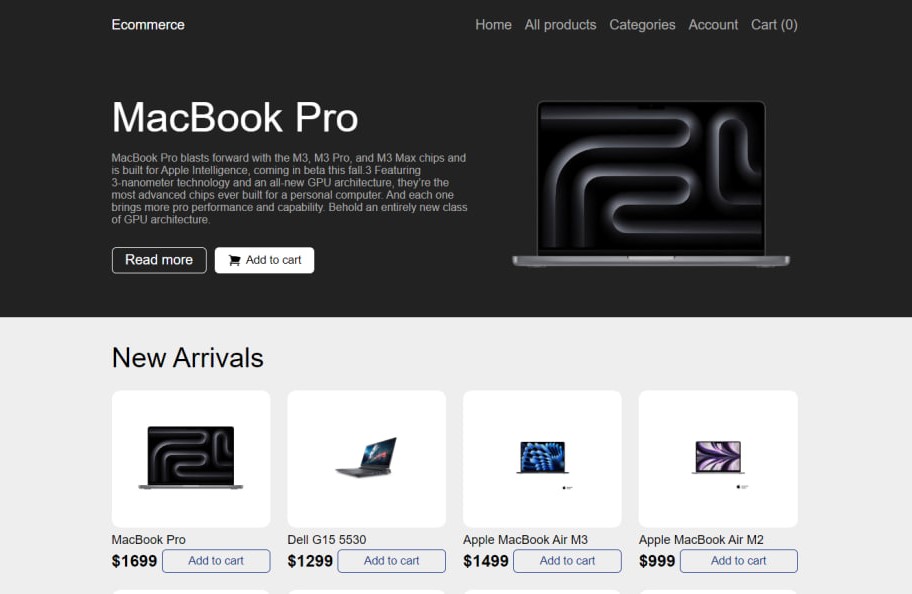 Ecommerce
Home All products Categories Account Cart (0)
MacBook Pro
MacBook Pro blasts forward with the M3, M3 Pro, and M3 Max chips and
is built for Apple Intelligence, coming in beta this fall.3 Featuring
3-nanometer technology and an all-new GPU architecture, they're the
most advanced chips ever built for a personal computer. And each one
brings more pro performance and capability. Behold an entirely new class
of GPU architecture.
Read more Add to cart
New Arrivals
MacBook Pro
$1699 Add to cart
Dell G15 5530
$1299 Add to cart
Apple MacBook Air M3
$1499 Add to cart
Apple MacBook Air M2
$999 Add to cart